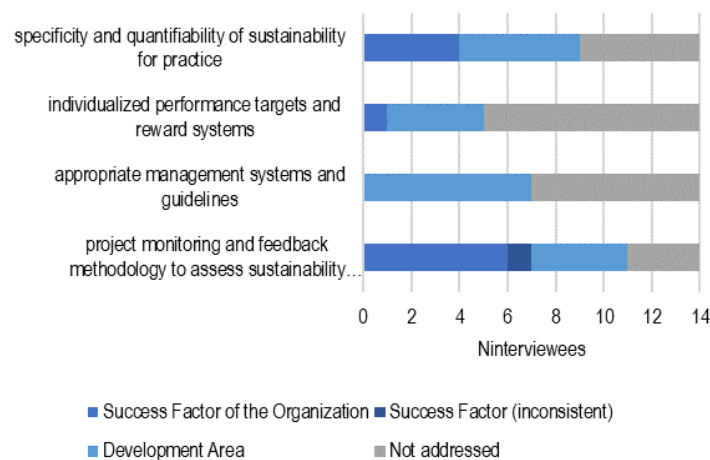 specificity and quantifiability of sustainability
for practice
individualized performance targets and
reward systems
appropriate management systems and
guidelines
project monitoring and feedback
methodology to assess sustainability…
0 2 4 6 8 10 12 14
Ninterviewees
Success Factor of the Organization
Success Factor (inconsistent)
Development Area
Not addressed